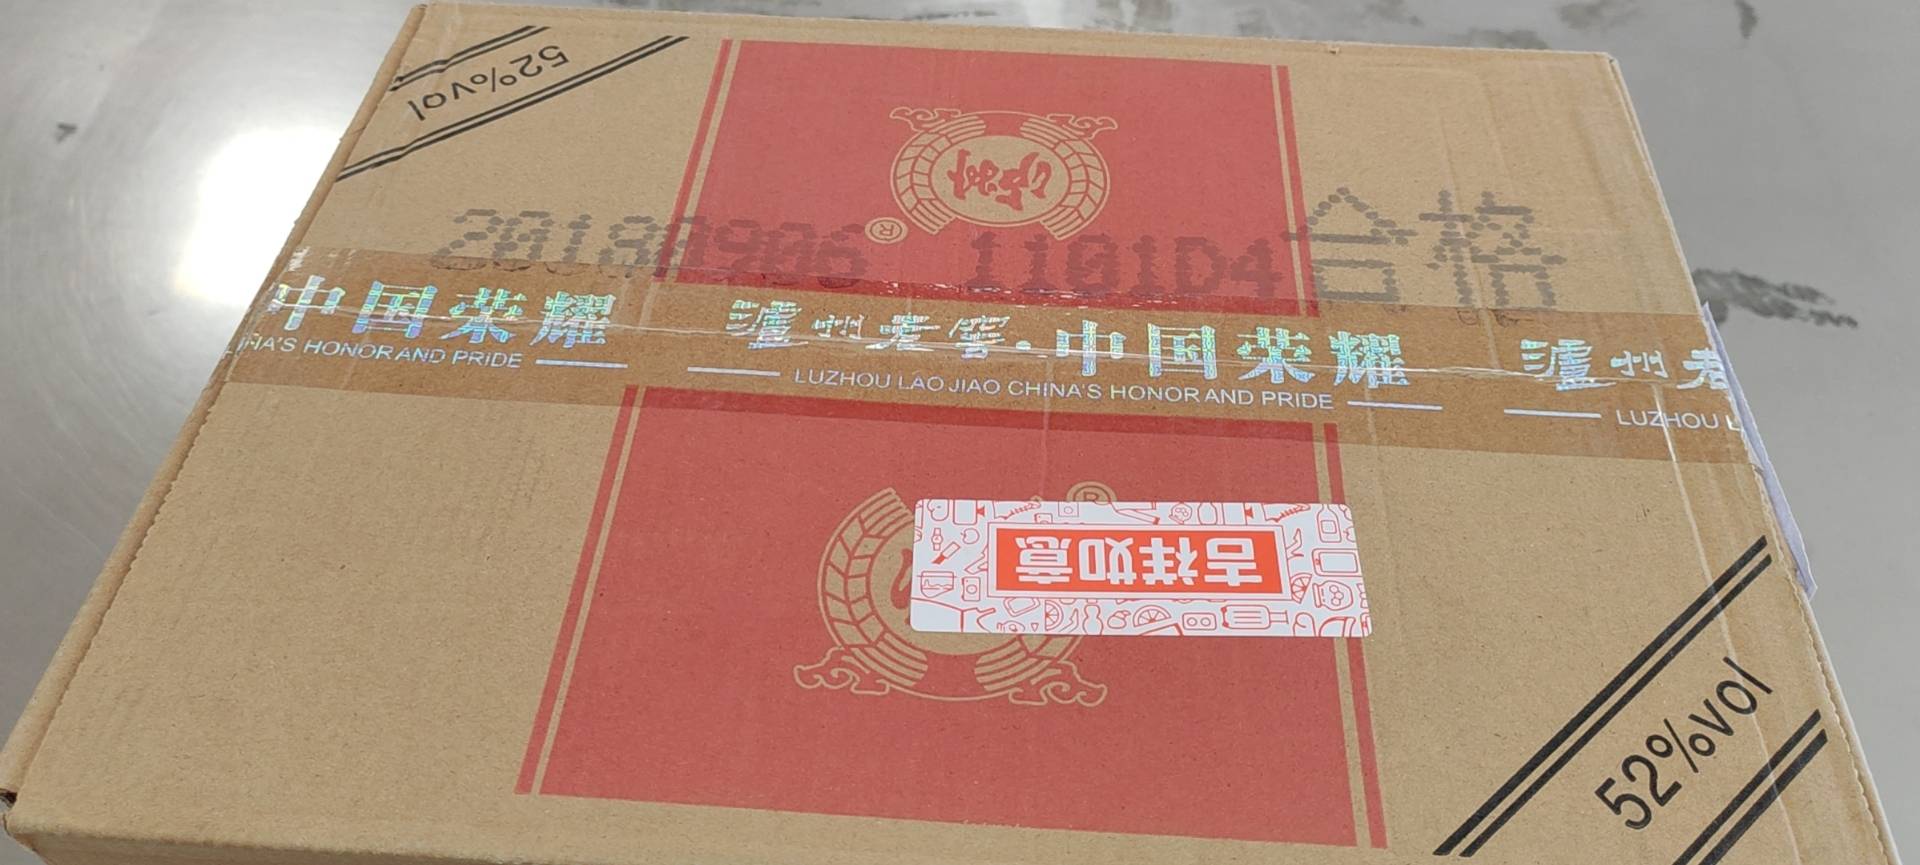 52%vol
®
20180906 1101D4合格
中国荣耀 泸州老窖·中国荣耀 泸州老
HONOR AND PRIDE LUZHOU LAO JIAO CHINA'S HONOR AND PRIDE LUZHOU
®
吉祥如意
52%vol